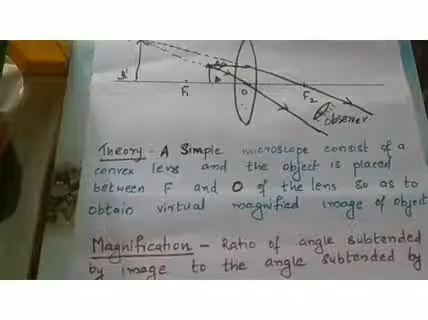 A
B'
B
F₁
O
F₂
observer
Theory - A Simple microscope consist of a
convex lens and the object is placed
between F and O of the lens so as to
obtain virtual magnified image of object
Magnification - Ratio of angle subtended
by image to the angle subtended by